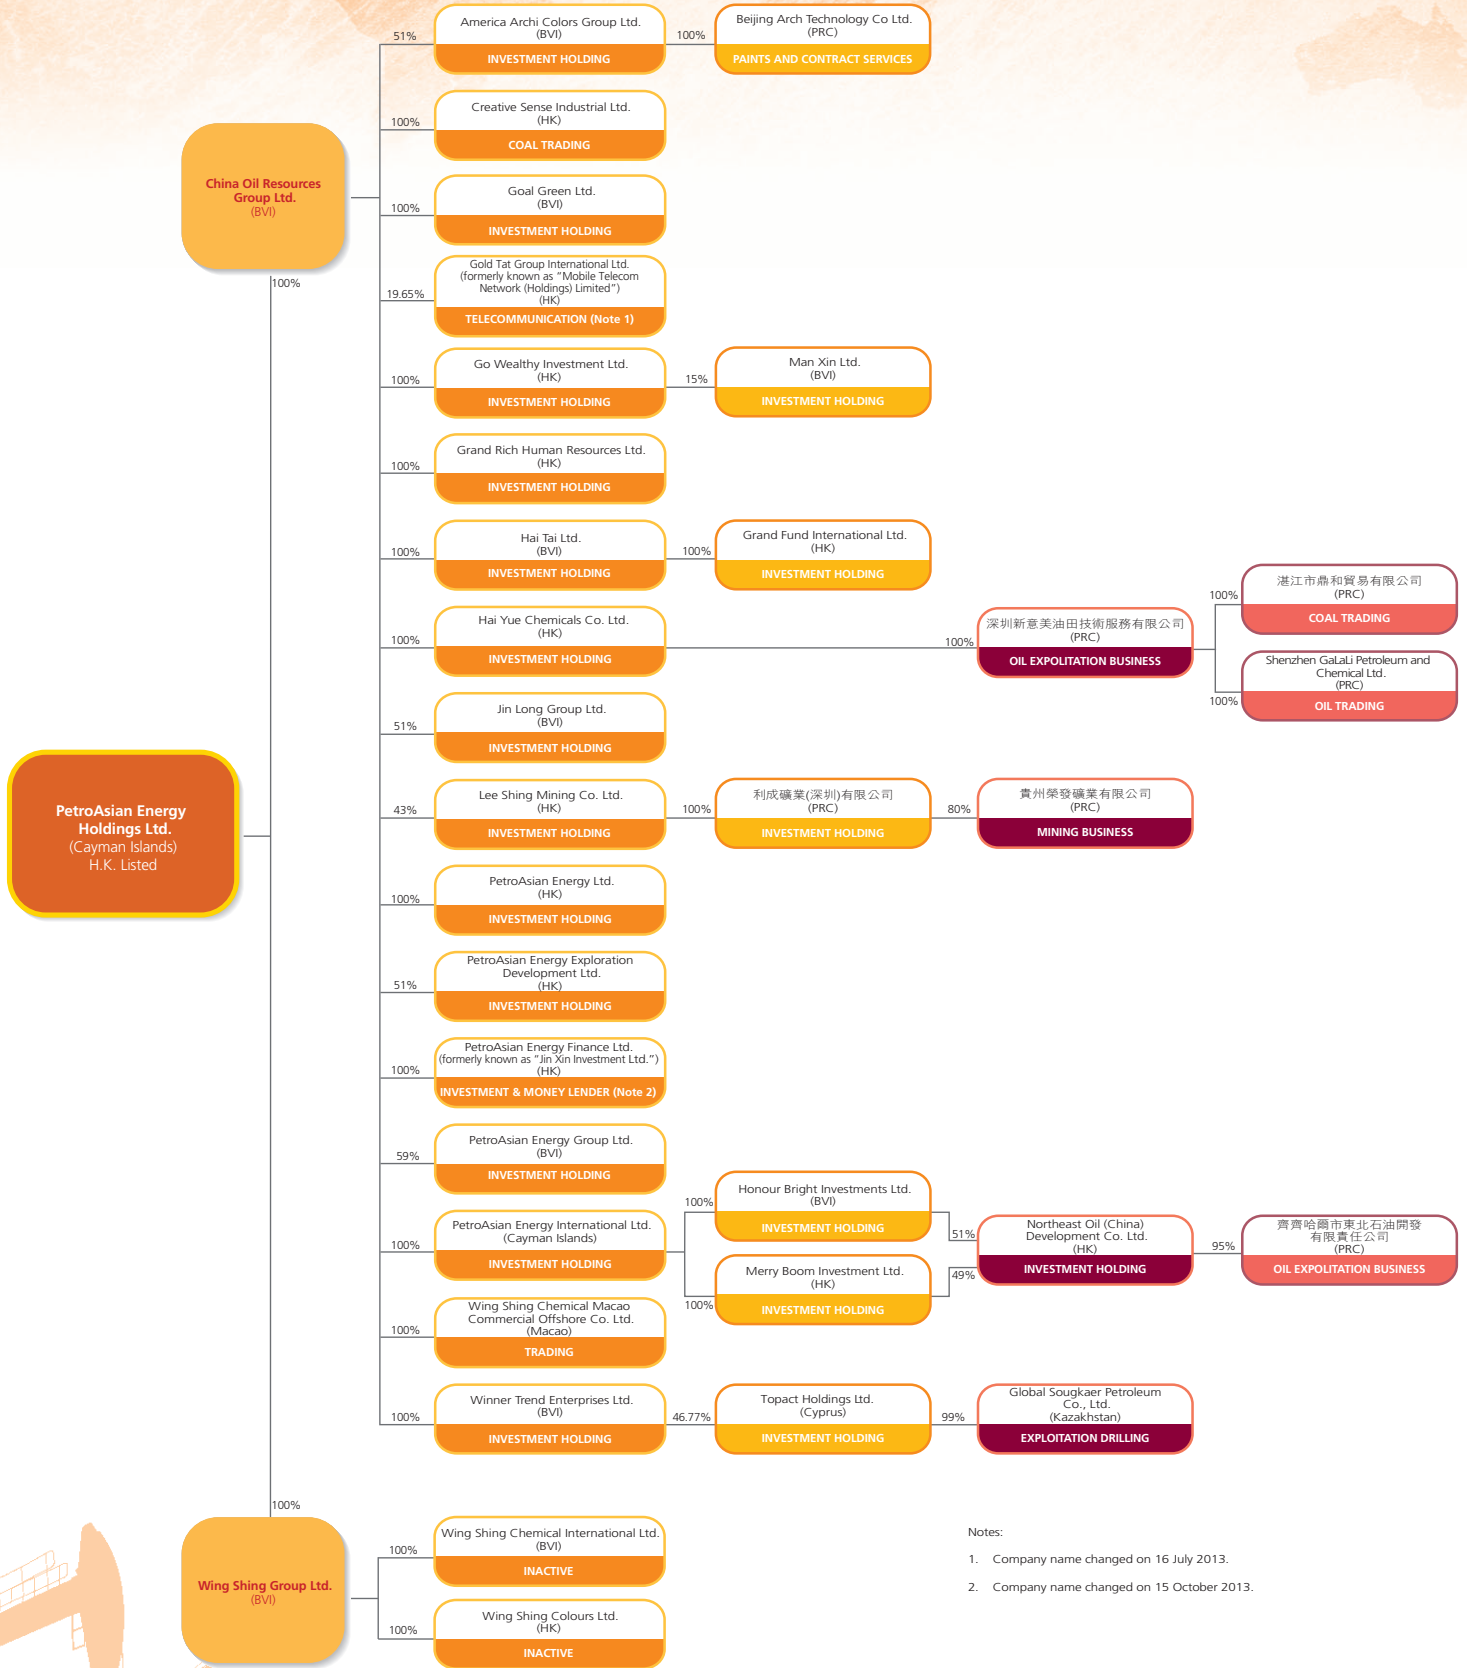 51%
America Archi Colors Group Ltd.
(BVI)
INVESTMENT HOLDING
100%
Beijing Arch Technology Co Ltd.
(PRC)
PAINTS AND CONTRACT SERVICES
100%
Creative Sense Industrial Ltd.
(HK)
COAL TRADING
China Oil Resources
Group Ltd.
(BVI)
100%
100%
Goal Green Ltd.
(BVI)
INVESTMENT HOLDING
19.65%
Gold Tat Group International Ltd.
(formerly known as "Mobile Telecom
Network (Holdings) Limited")
(HK)
TELECOMMUNICATION (Note 1)
100%
Go Wealthy Investment Ltd.
(HK)
INVESTMENT HOLDING
15%
Man Xin Ltd.
(BVI)
INVESTMENT HOLDING
100%
Grand Rich Human Resources Ltd.
(HK)
INVESTMENT HOLDING
100%
Hai Tai Ltd.
(BVI)
INVESTMENT HOLDING
100%
Grand Fund International Ltd.
(HK)
INVESTMENT HOLDING
100%
Hai Yue Chemicals Co. Ltd.
(HK)
INVESTMENT HOLDING
100%
深圳新意美油田技術服務有限公司
(PRC)
OIL EXPOLITATION BUSINESS
100%
湛江市鼎和貿易有限公司
(PRC)
COAL TRADING
100%
Shenzhen GaLaLi Petroleum and
Chemical Ltd.
(PRC)
OIL TRADING
51%
Jin Long Group Ltd.
(BVI)
INVESTMENT HOLDING
PetroAsian Energy
Holdings Ltd.
(Cayman Islands)
H.K. Listed
43%
Lee Shing Mining Co. Ltd.
(HK)
INVESTMENT HOLDING
100%
利成礦業(深圳)有限公司
(PRC)
INVESTMENT HOLDING
80%
貴州榮發礦業有限公司
(PRC)
MINING BUSINESS
100%
PetroAsian Energy Ltd.
(HK)
INVESTMENT HOLDING
51%
PetroAsian Energy Exploration
Development Ltd.
(HK)
INVESTMENT HOLDING
100%
PetroAsian Energy Finance Ltd.
(formerly known as "Jin Xin Investment Ltd.")
(HK)
INVESTMENT & MONEY LENDER (Note 2)
59%
PetroAsian Energy Group Ltd.
(BVI)
INVESTMENT HOLDING
100%
PetroAsian Energy International Ltd.
(Cayman Islands)
INVESTMENT HOLDING
100%
Honour Bright Investments Ltd.
(BVI)
INVESTMENT HOLDING
100%
Merry Boom Investment Ltd.
(HK)
INVESTMENT HOLDING
51%
49%
Northeast Oil (China)
Development Co. Ltd.
(HK)
INVESTMENT HOLDING
95%
齊齊哈爾市東北石油開發
有限責任公司
(PRC)
OIL EXPOLITATION BUSINESS
100%
Wing Shing Chemical Macao
Commercial Offshore Co. Ltd.
(Macao)
TRADING
100%
Winner Trend Enterprises Ltd.
(BVI)
INVESTMENT HOLDING
46.77%
Topact Holdings Ltd.
(Cyprus)
INVESTMENT HOLDING
99%
Global Sougkaer Petroleum
Co., Ltd.
(Kazakhstan)
EXPLOITATION DRILLING
100%
Wing Shing Group Ltd.
(BVI)
100%
Wing Shing Chemical International Ltd.
(BVI)
INACTIVE
100%
Wing Shing Colours Ltd.
(HK)
INACTIVE
Notes:
1. Company name changed on 16 July 2013.
2. Company name changed on 15 October 2013.